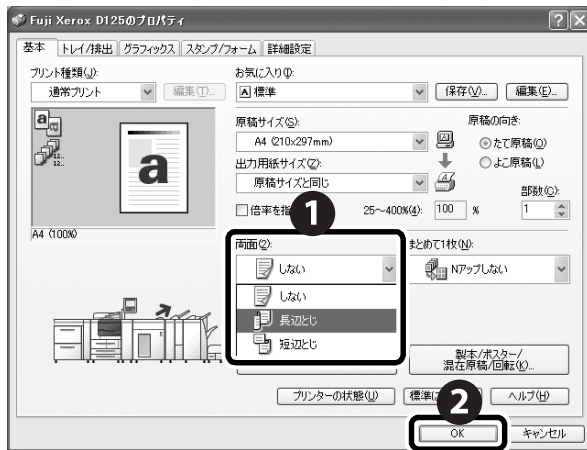 Fuji Xerox D125のプロパティ
基本 トレイ/排出 グラフィックス スタンプ/フォーム 詳細設定
プリント種類(J):
通常プリント 編集(T)...
お気に入り(I):
標準 保存(V)... 編集(E)...
原稿サイズ(S):
A4 (210x297mm)
出力用紙サイズ(Z):
原稿サイズと同じ
原稿の向き:
たて原稿(O)
よこ原稿(L)
倍率を指 25～400%(4): 100 %
部数(C):
1
A4 (100%)
1
両面(2):
しない
しない
長辺とじ
短辺とじ
まとめて1枚(N):
Nアップしない
製本/ポスター/
混在原稿/回転(K)...
プリンターの状態(U) 標準 ヘルプ(H)
2
OK キャンセル